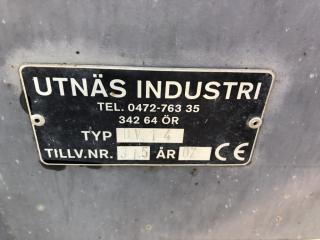 UTNÄS INDUSTRI
TEL. 0472-763 35
342 64 ÖR
TYP
TILLV.NR. ÅR CE